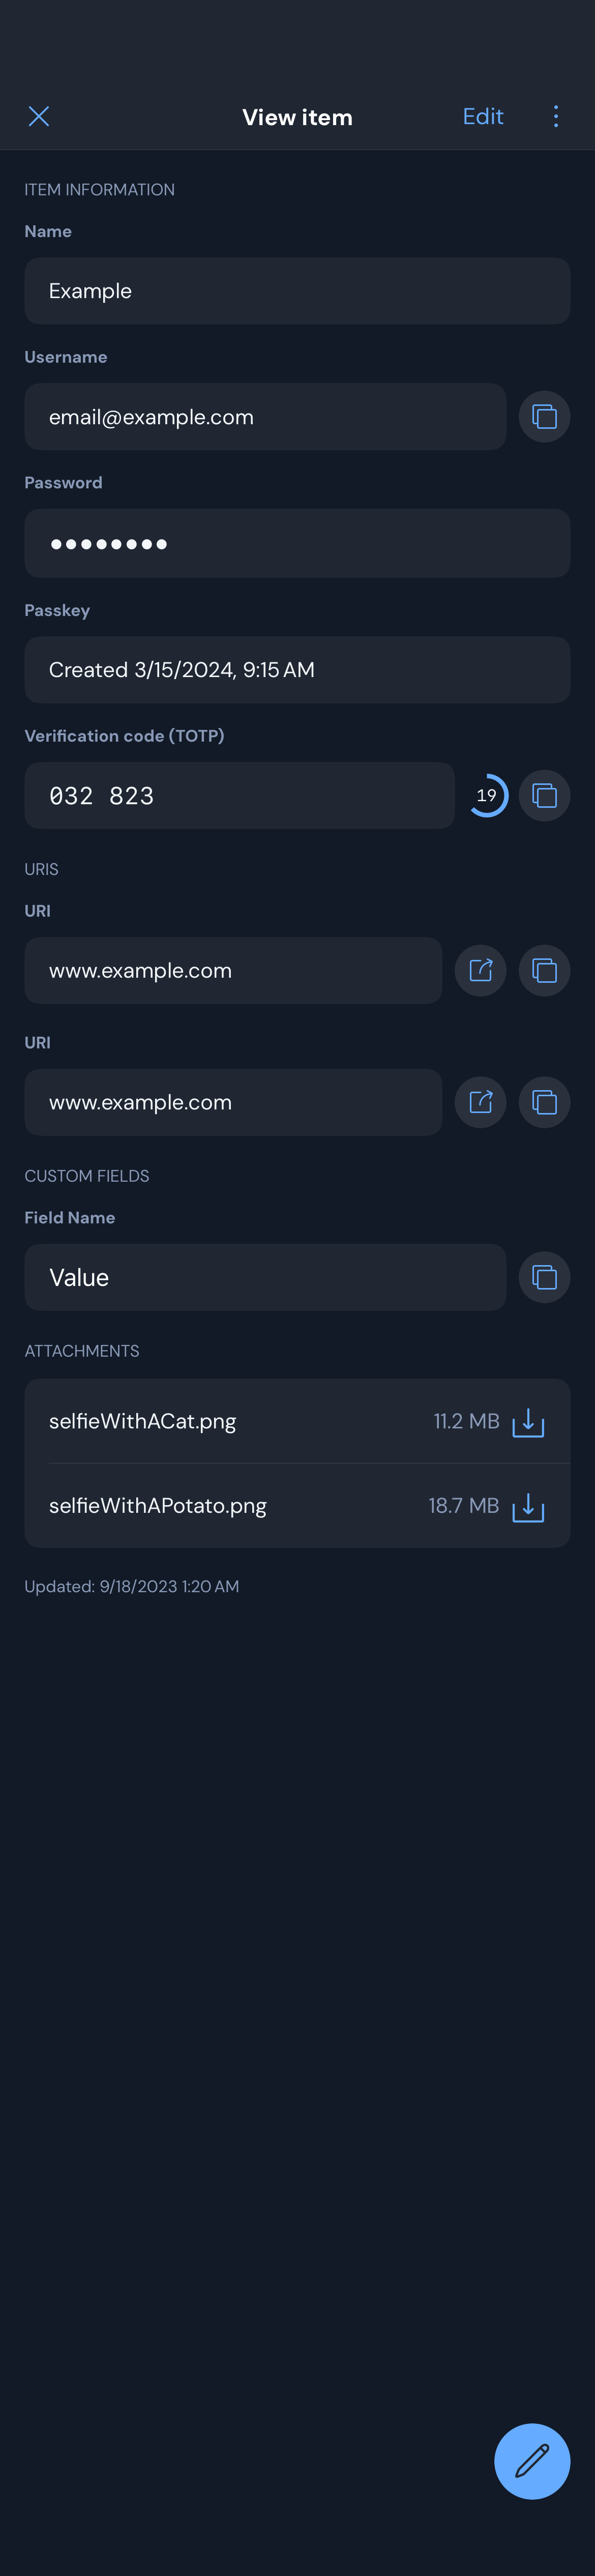 View item
Edit
ITEM INFORMATION
Name
Example
Username
email@example.com
Password
••••••••
Passkey
Created 3/15/2024, 9:15 AM
Verification code (TOTP)
032 823
19
URIS
URI
www.example.com
URI
www.example.com
CUSTOM FIELDS
Field Name
Value
ATTACHMENTS
selfieWithACat.png 11.2 MB
selfieWithAPotato.png 18.7 MB
Updated: 9/18/2023 1:20 AM